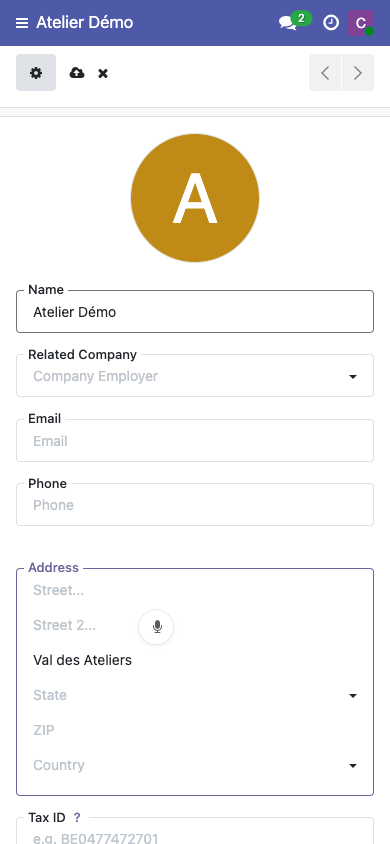 Atelier Démo
2
C
A
Name
Atelier Démo
Related Company
Company Employer
Email
Email
Phone
Phone
Address
Street...
Street 2...
Val des Ateliers
State
ZIP
Country
Tax ID ?
e.g. BE0477472701